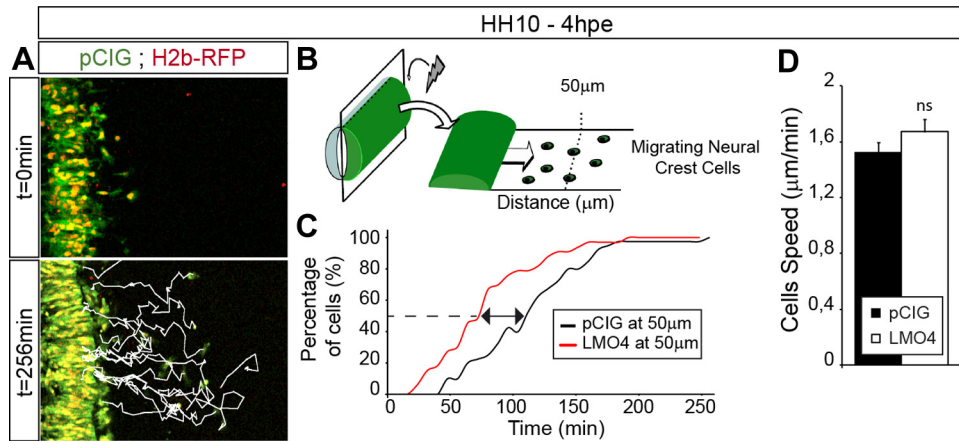 HH10 - 4hpe
A
pCIG ; H2b-RFP
t=0min
t=256min
B
50μm
Migrating Neural
Crest Cells
Distance (μm)
C
Percentage
of cells (%)
100
80
60
40
20
0
0
50
100
150
200
250
Time (min)
pCIG at 50μm
LMO4 at 50μm
D
Cells Speed (μm/min)
2
1,6
1,2
0,8
0,4
0
ns
pCIG
LMO4